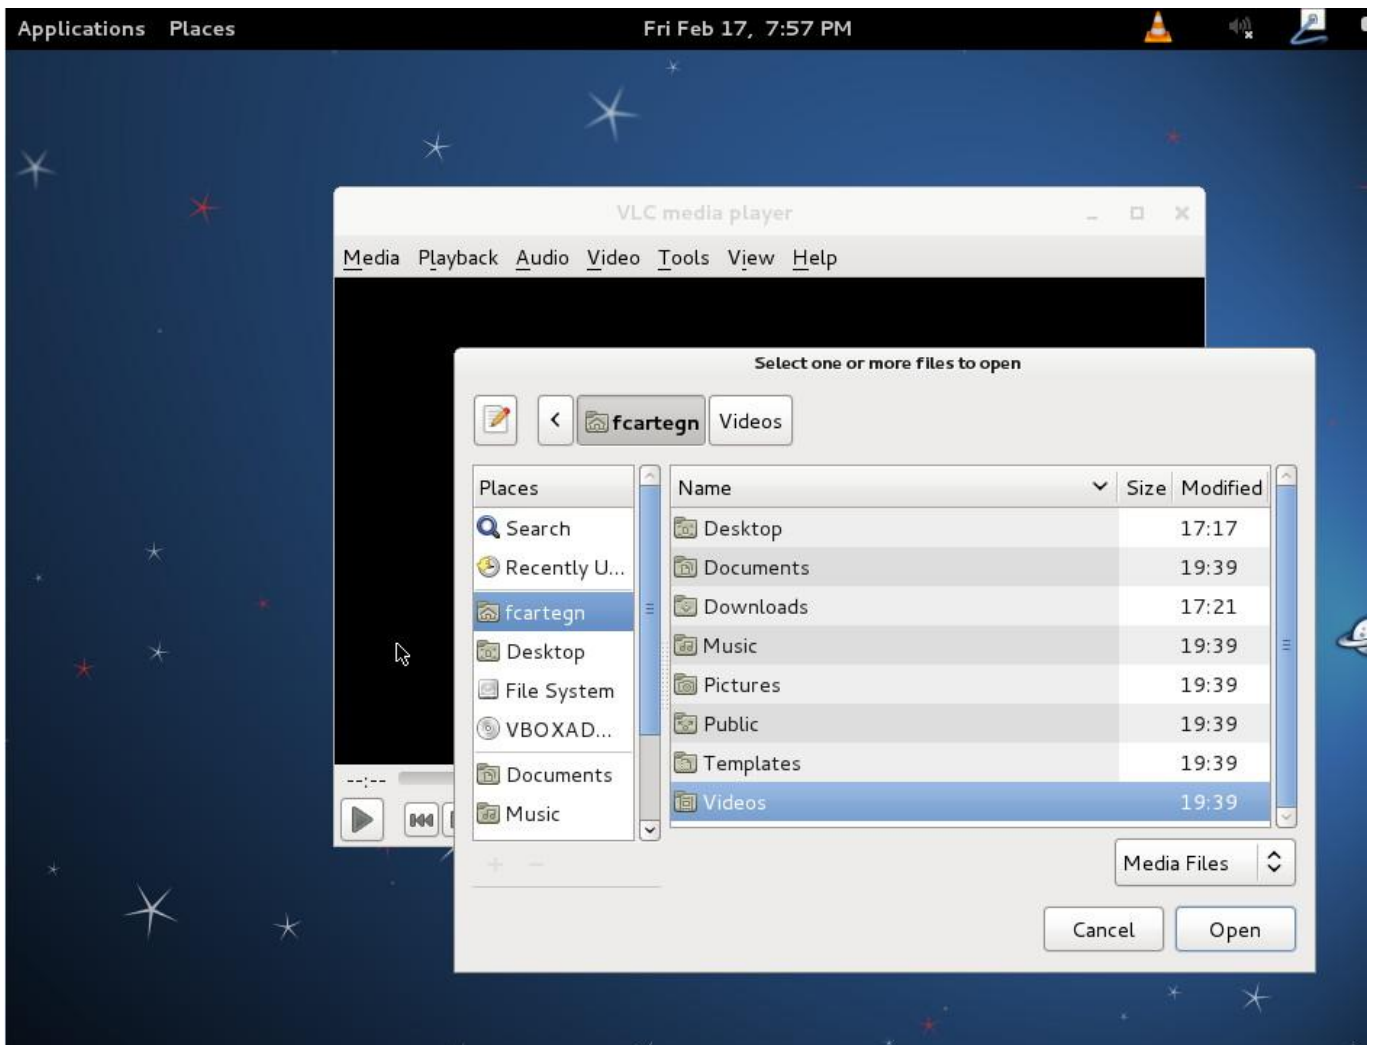 Applications Places Fri Feb 17, 7:57 PM
VLC media player
Media Playback Audio Video Tools View Help
Select one or more files to open
fcartegn Videos
Places Name Size Modified
Search Desktop 17:17
Recently U... Documents 19:39
fcartegn Downloads 17:21
Desktop Music 19:39
File System Pictures 19:39
VBOXAD... Public 19:39
Documents Templates 19:39
Music Videos 19:39
--:--
Media Files
Cancel Open